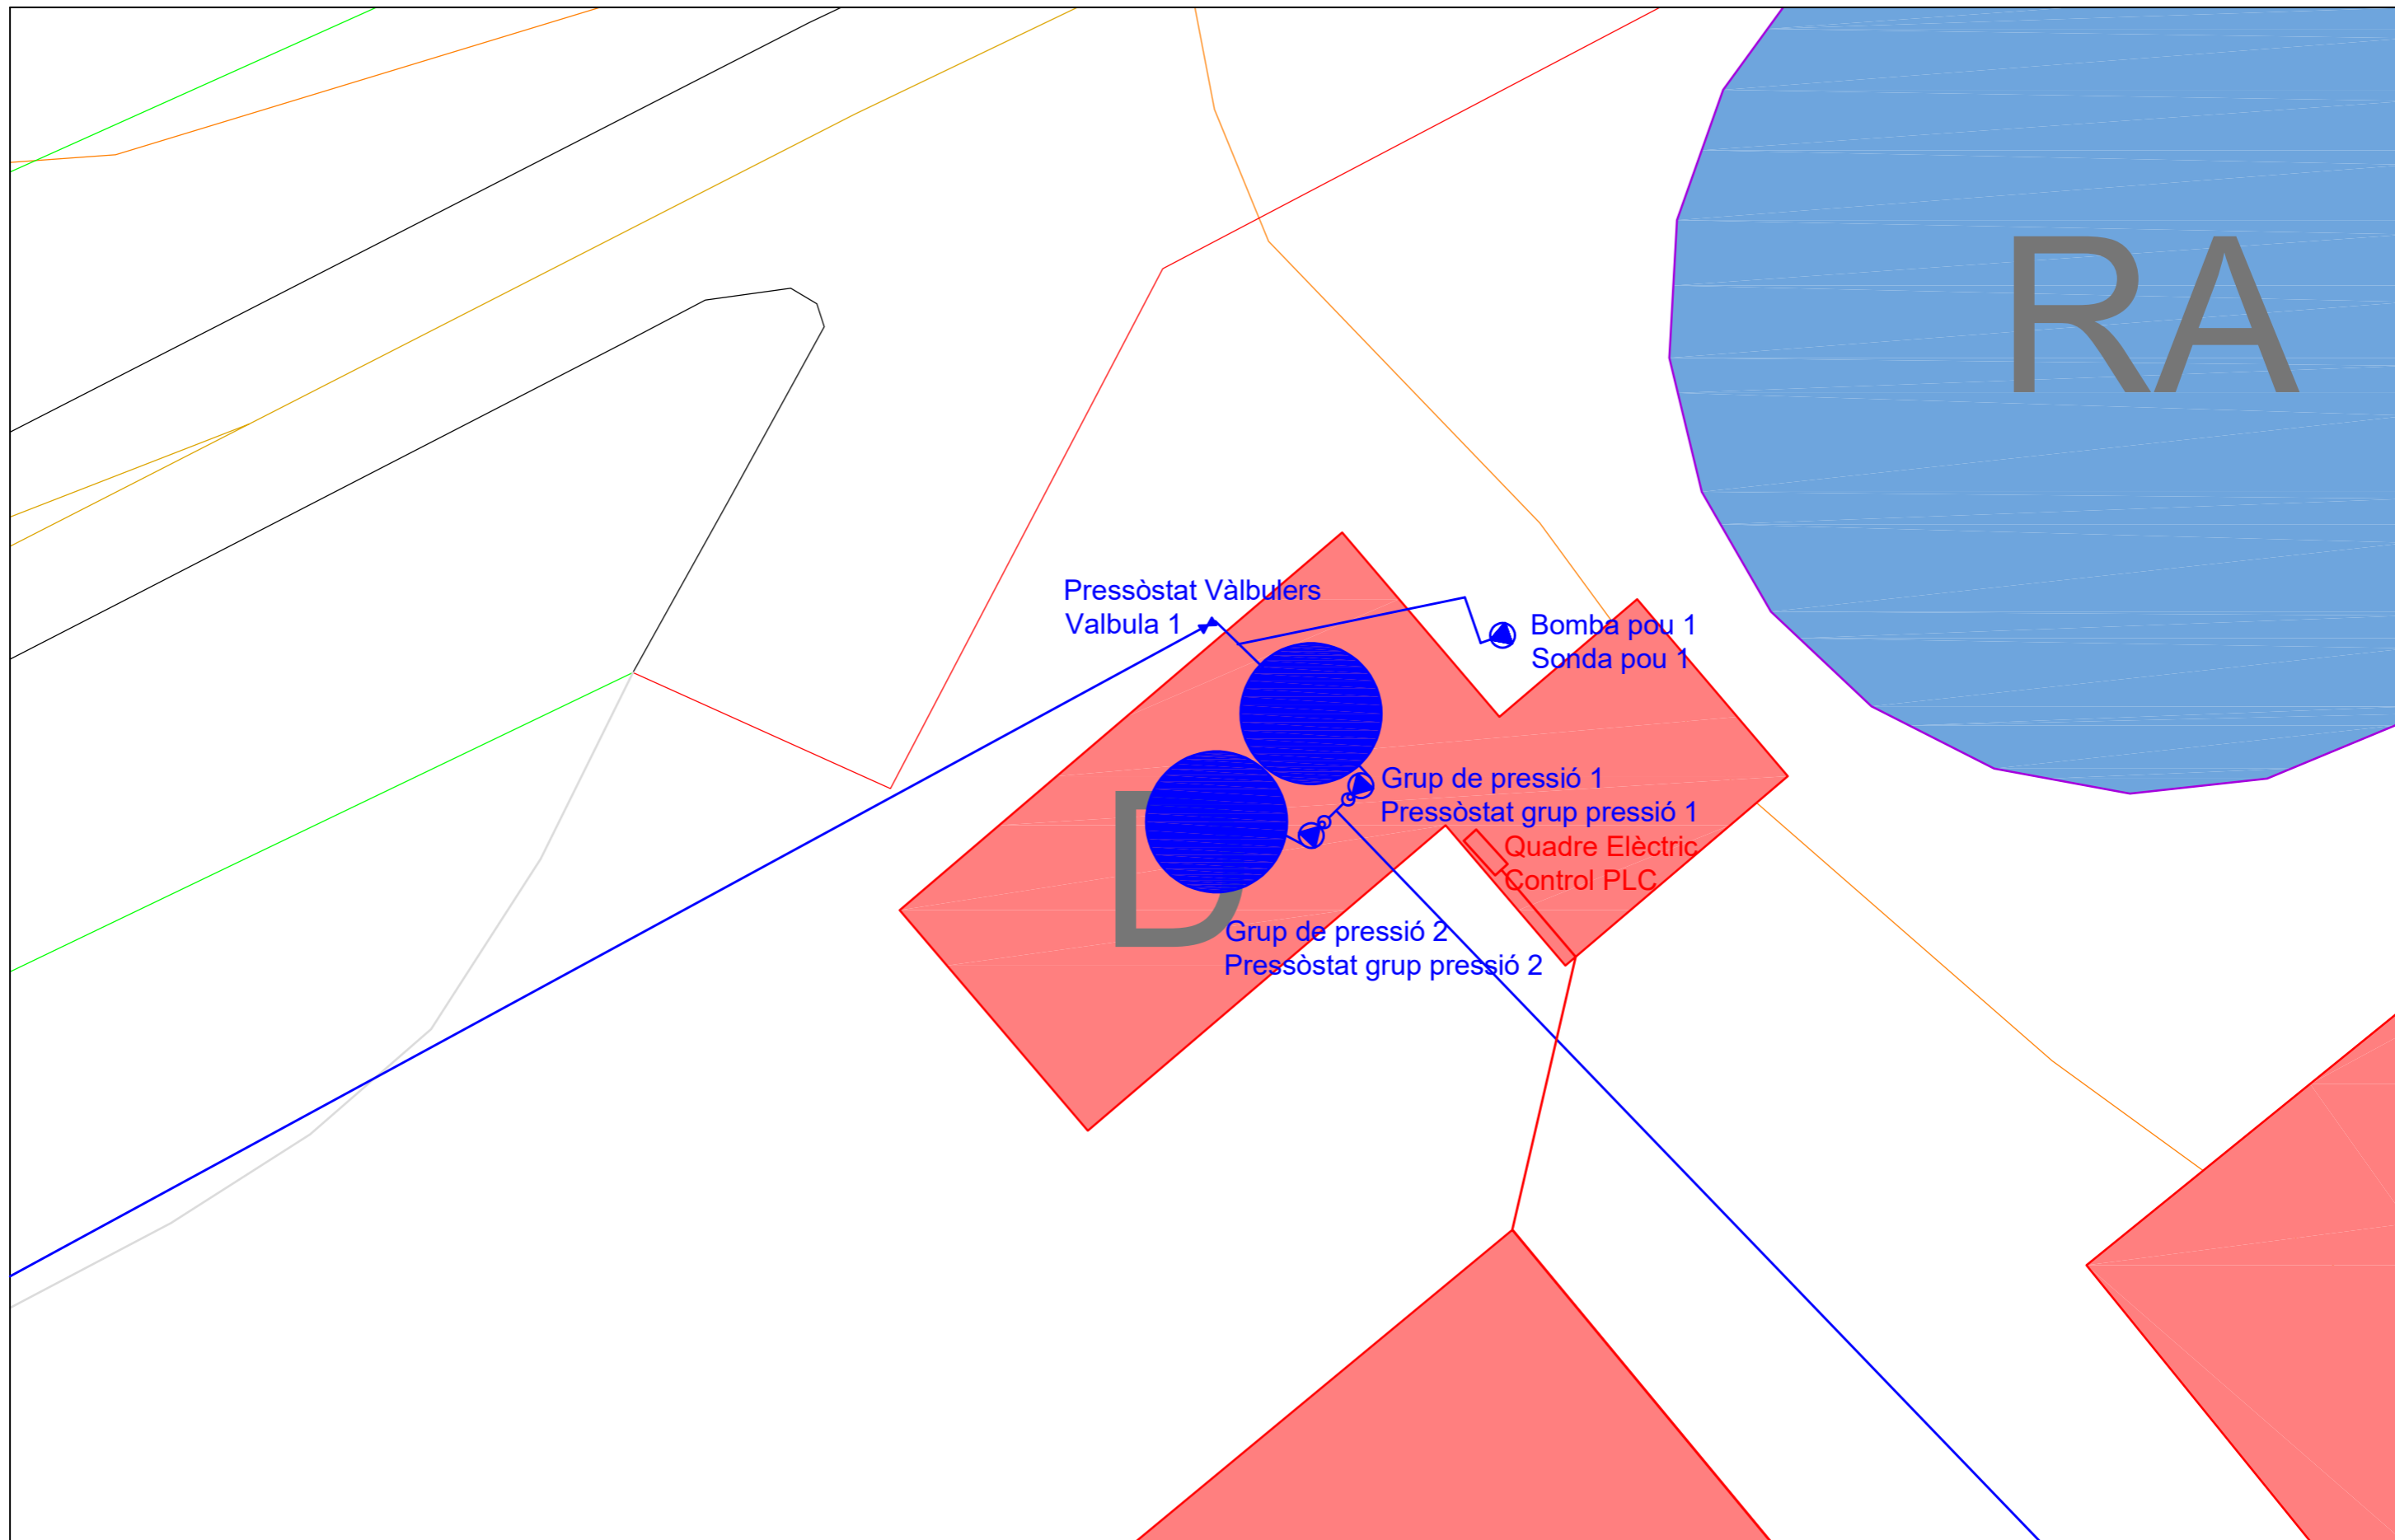 RA
Pressòstat Vàlbulers
Valbula 1
Bomba pou 1
Sonda pou 1
Grup de pressió 1
Pressòstat grup pressió 1
Quadre Elèctric
Control PLC
D
Grup de pressió 2
Pressòstat grup pressió 2